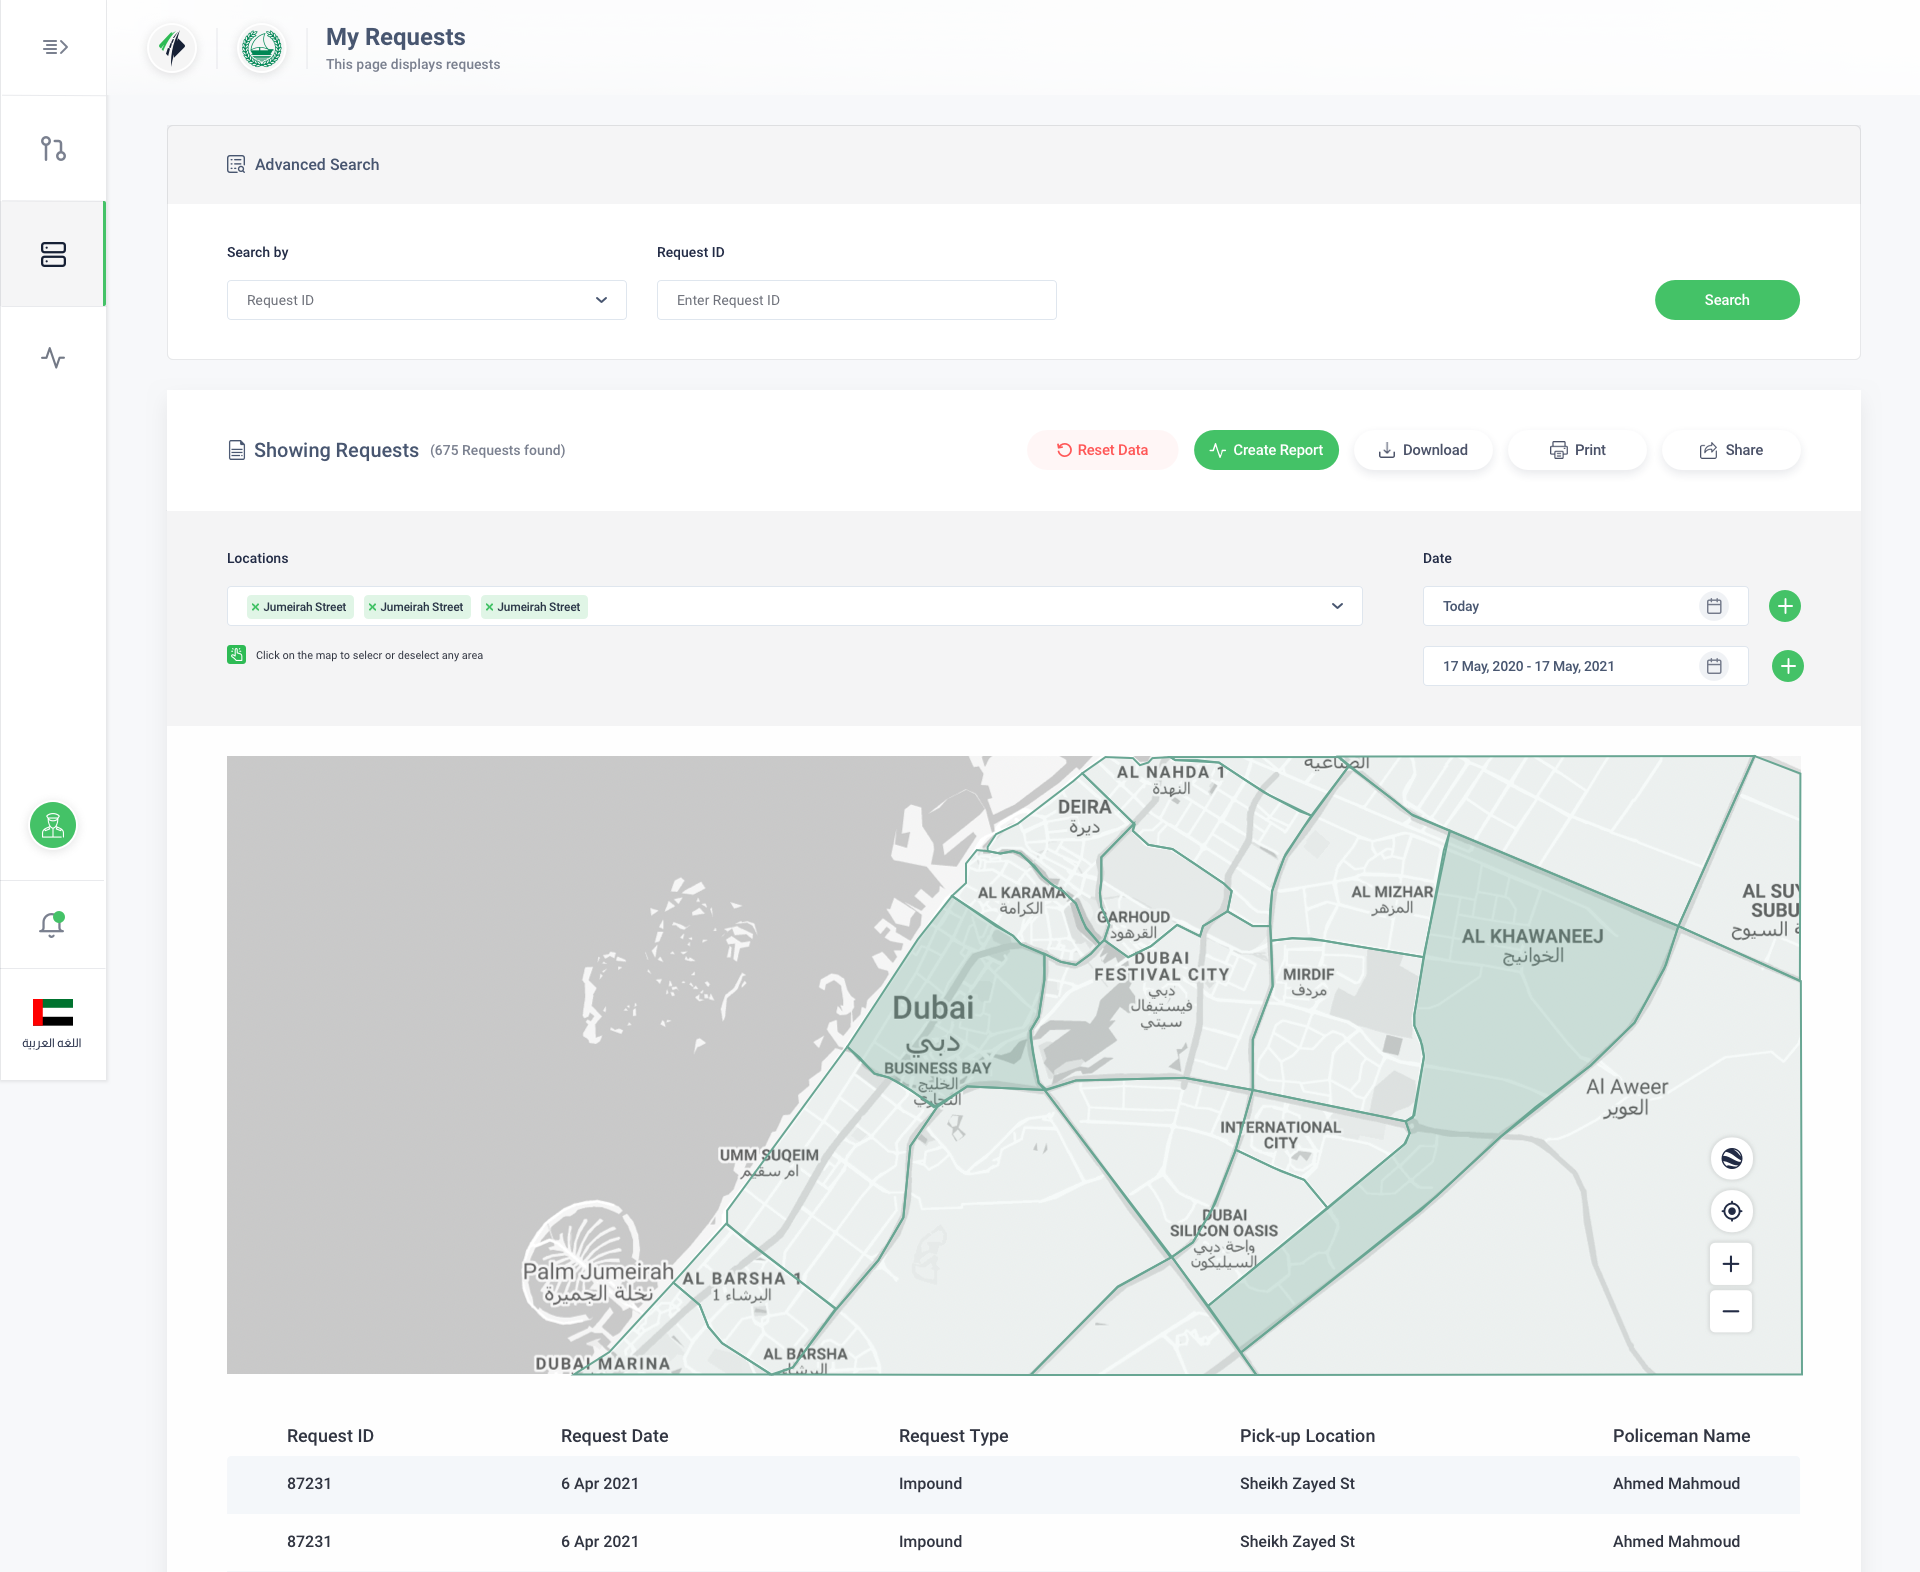 My Requests
This page displays requests
Advanced Search
Search by
Request ID
Request ID
Enter Request ID
Search
Showing Requests (675 Requests found)
Reset Data
Create Report
Download
Print
Share
Locations
Date
× Jumeirah Street × Jumeirah Street × Jumeirah Street
Today
Click on the map to selecr or deselect any area
17 May, 2020 - 17 May, 2021
اللغه العربية
الصناعية
AL NAHDA 1
النهدة
DEIRA
ديرة
AL KARAMA
الكرامة
AL MIZHAR
المزهر
AL SUY
SUBU
ة السيوح
GARHOUD
القرهود
AL KHAWANEEJ
الخوانيج
DUBAI
FESTIVAL CITY
دبي
فيستيفال
سيتي
MIRDIF
مردف
Dubai
دبي
BUSINESS BAY
الخليج
التجاري
Al Aweer
العوير
INTERNATIONAL
CITY
UMM SUQEIM
ام سقيم
DUBAI
SILICON OASIS
واحة دبي
السيليكون
Palm Jumeirah
نخلة الجميرة
AL BARSHA 1
البرشاء 1
AL BARSHA
البرشاء
DUBAI MARINA
Request ID Request Date Request Type Pick-up Location Policeman Name
87231 6 Apr 2021 Impound Sheikh Zayed St Ahmed Mahmoud
87231 6 Apr 2021 Impound Sheikh Zayed St Ahmed Mahmoud